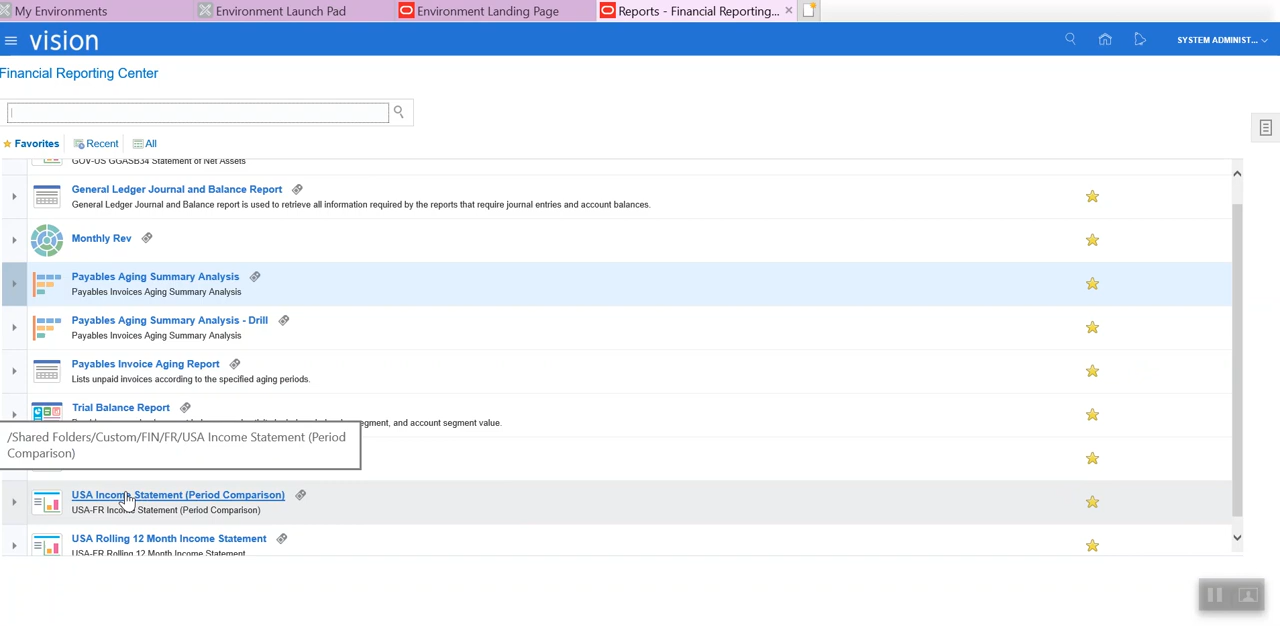 My Environments
Environment Launch Pad
Environment Landing Page
Reports - Financial Reporting...
vision
SYSTEM ADMINIST...
Financial Reporting Center
Favorites
Recent
All
GOV-US GGASB34 Statement of Net Assets
General Ledger Journal and Balance Report
General Ledger Journal and Balance report is used to retrieve all information required by the reports that require journal entries and account balances.
Monthly Rev
Payables Aging Summary Analysis
Payables Invoices Aging Summary Analysis
Payables Aging Summary Analysis - Drill
Payables Invoices Aging Summary Analysis
Payables Invoice Aging Report
Lists unpaid invoices according to the specified aging periods.
Trial Balance Report
egment, and account segment value.
/Shared Folders/Custom/FIN/FR/USA Income Statement (Period
Comparison)
USA Income Statement (Period Comparison)
USA-FR Income Statement (Period Comparison)
USA Rolling 12 Month Income Statement
USA-FR Rolling 12 Month Income Statement